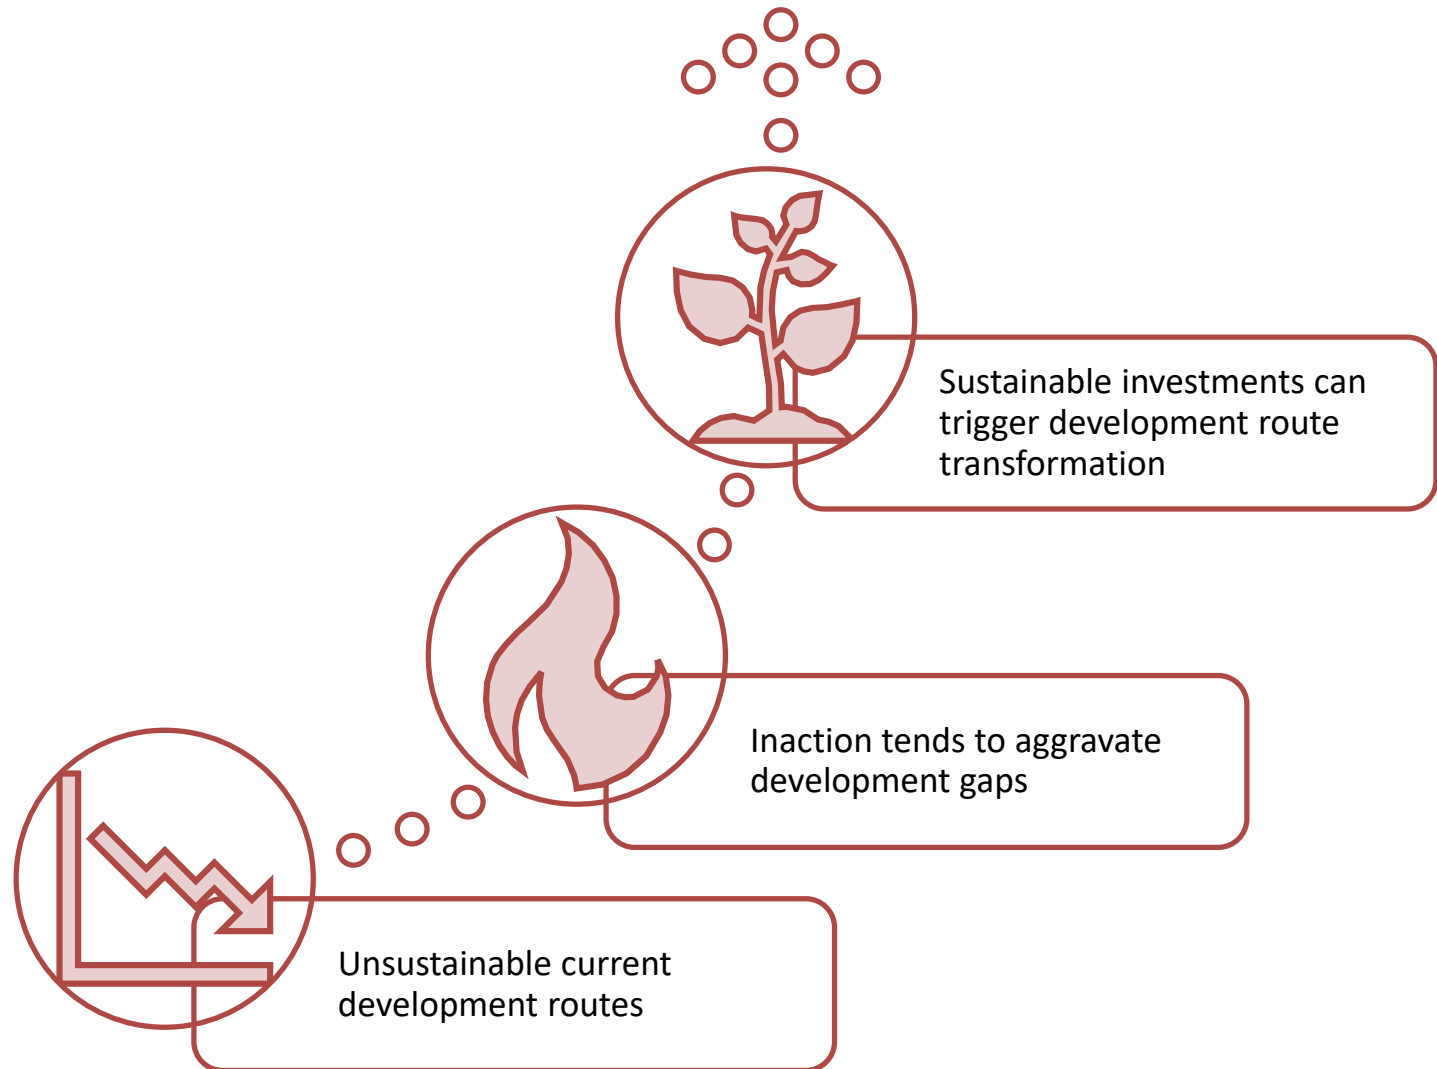 Sustainable investments can
trigger development route
transformation
Inaction tends to aggravate
development gaps
Unsustainable current
development routes